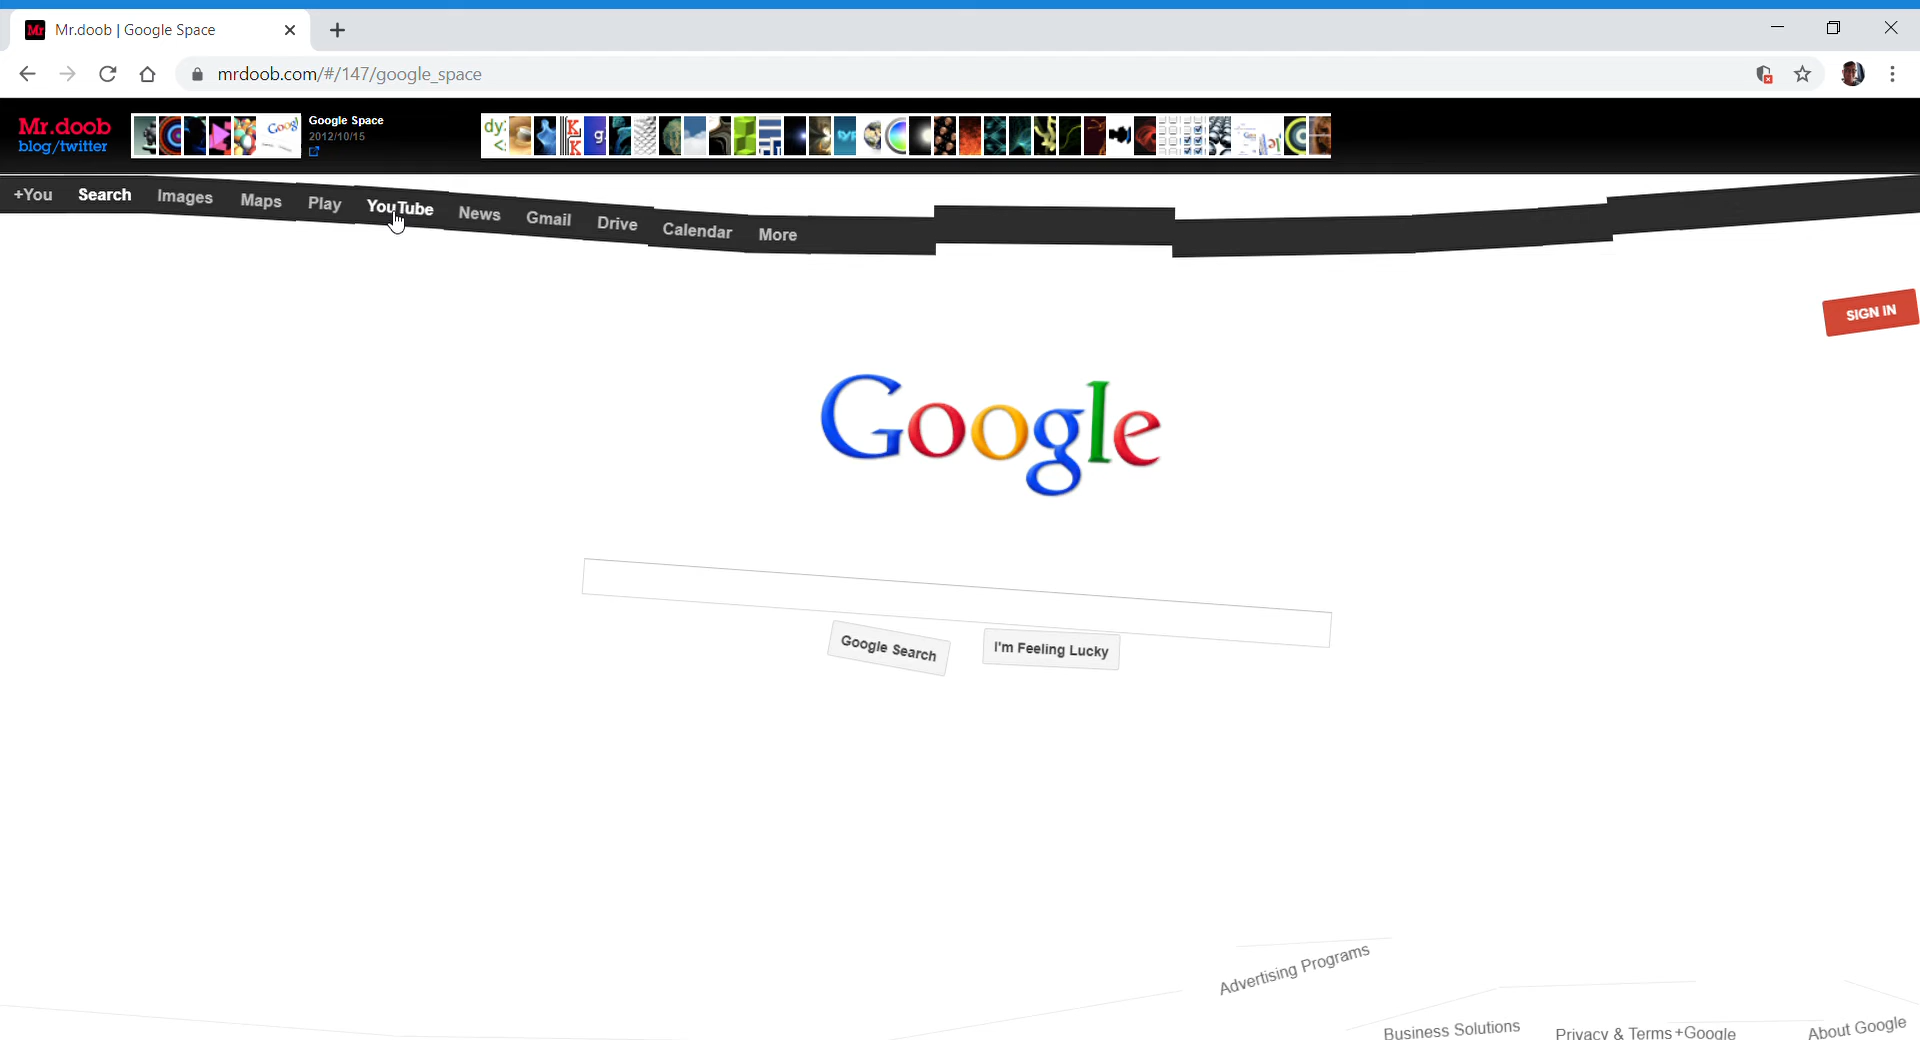 Mr.doob | Google Space
mrdoob.com/#/147/google_space
Mr.doob
blog/twitter
Google Space
2012/10/15
+You Search Images Maps Play YouTube News Gmail Drive Calendar More
SIGN IN
Google
Google Search I'm Feeling Lucky
Advertising Programs
Business Solutions Privacy & Terms +Google About Google